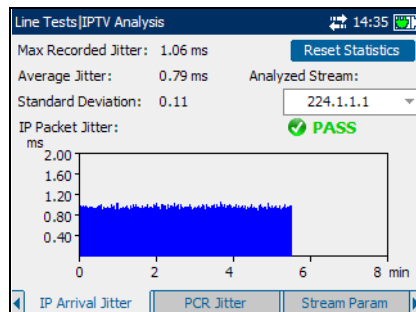 Line Tests|IPTV Analysis 14:35
Max Recorded Jitter: 1.06 ms Reset Statistics
Average Jitter: 0.79 ms Analyzed Stream:
Standard Deviation: 0.11 224.1.1.1
IP Packet Jitter: PASS
ms
2.00
1.60
1.20
0.80
0.40
0 2 4 6 8 min
IP Arrival Jitter PCR Jitter Stream Param